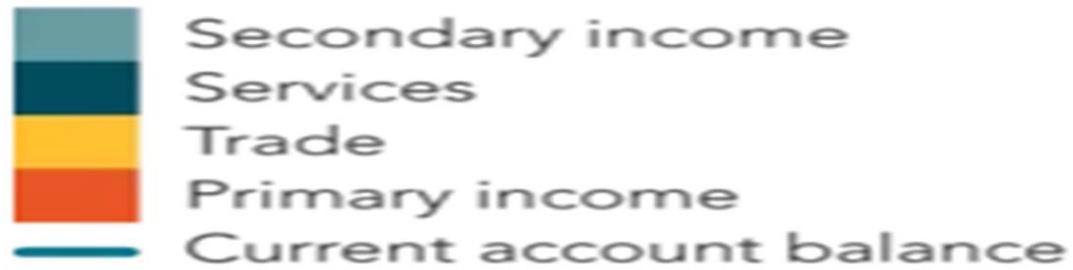 Secondary income
Services
Trade
Primary income
Current account balance